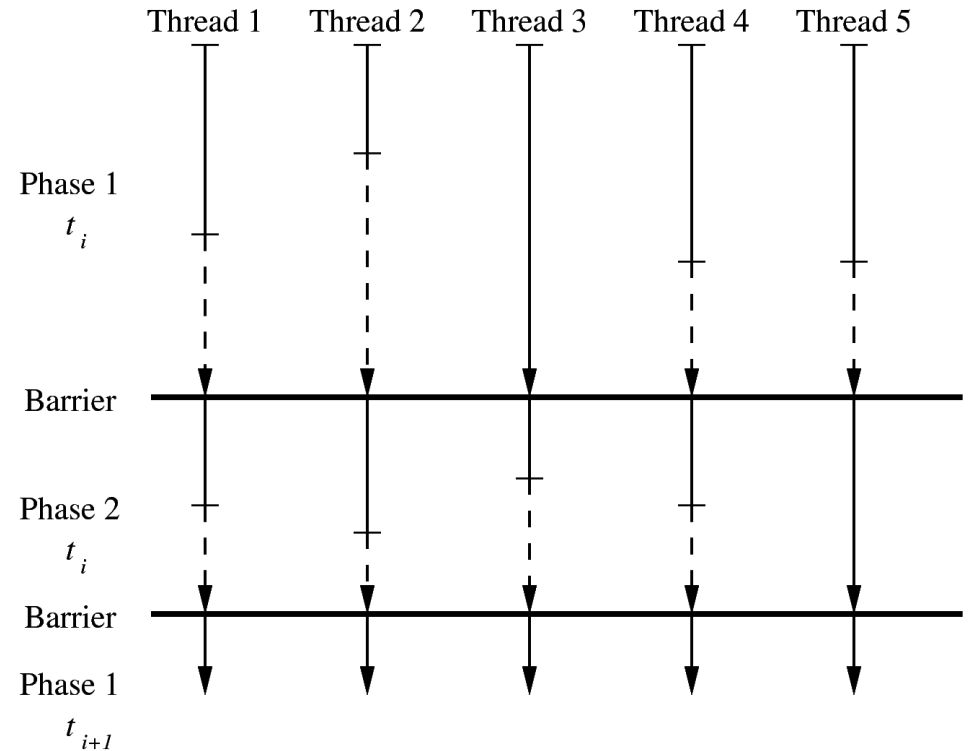 Thread 1 Thread 2 Thread 3 Thread 4 Thread 5
Phase 1
t i
Barrier
Phase 2
t i
Barrier
Phase 1
t i+1